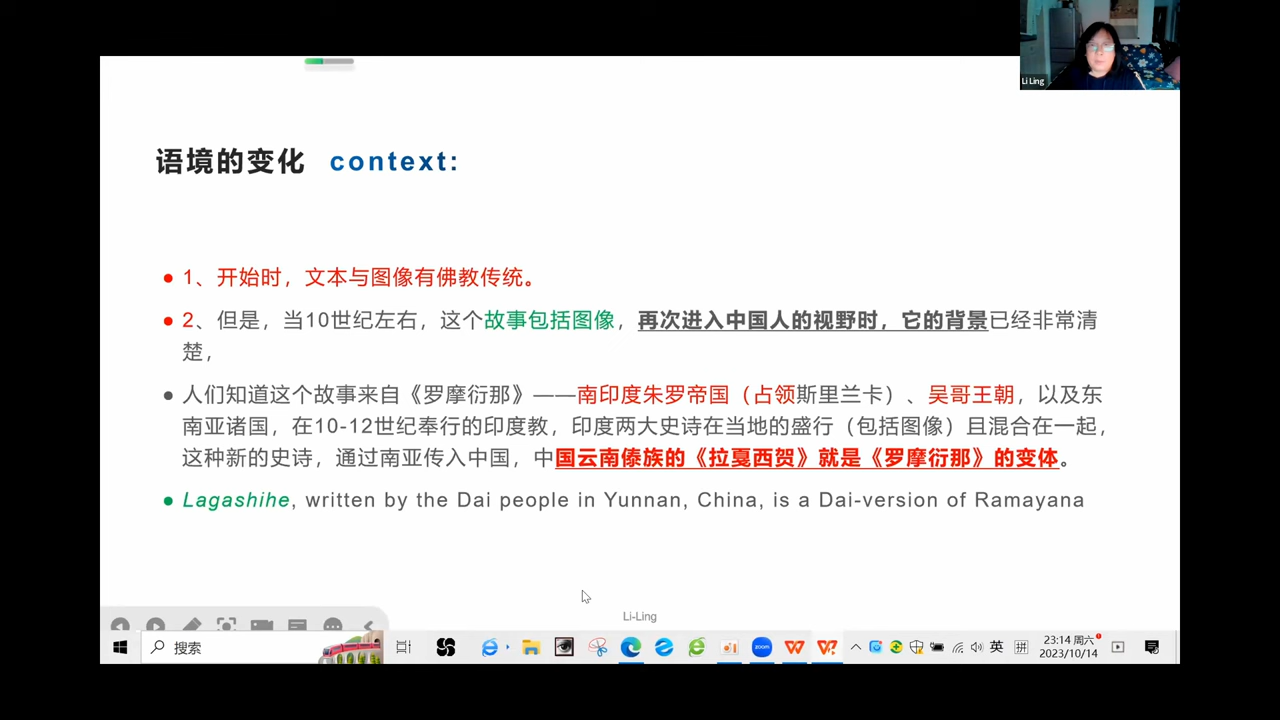 Li Ling
语境的变化 context:
● 1、开始时，文本与图像有佛教传统。
● 2、但是，当10世纪左右，这个故事包括图像，再次进入中国人的视野时，它的背景已经非常清
楚，
● 人们知道这个故事来自《罗摩衍那》——南印度朱罗帝国（占领斯里兰卡）、吴哥王朝，以及东
南亚诸国，在10-12世纪奉行的印度教，印度两大史诗在当地的盛行（包括图像）且混合在一起，
这种新的史诗，通过南亚传入中国，中国云南傣族的《拉戛西贺》就是《罗摩衍那》的变体。
● Lagashihe, written by the Dai people in Yunnan, China, is a Dai-version of Ramayana
Li-Ling
搜索
zoom
英
拼
23:14 周六
2023/10/14